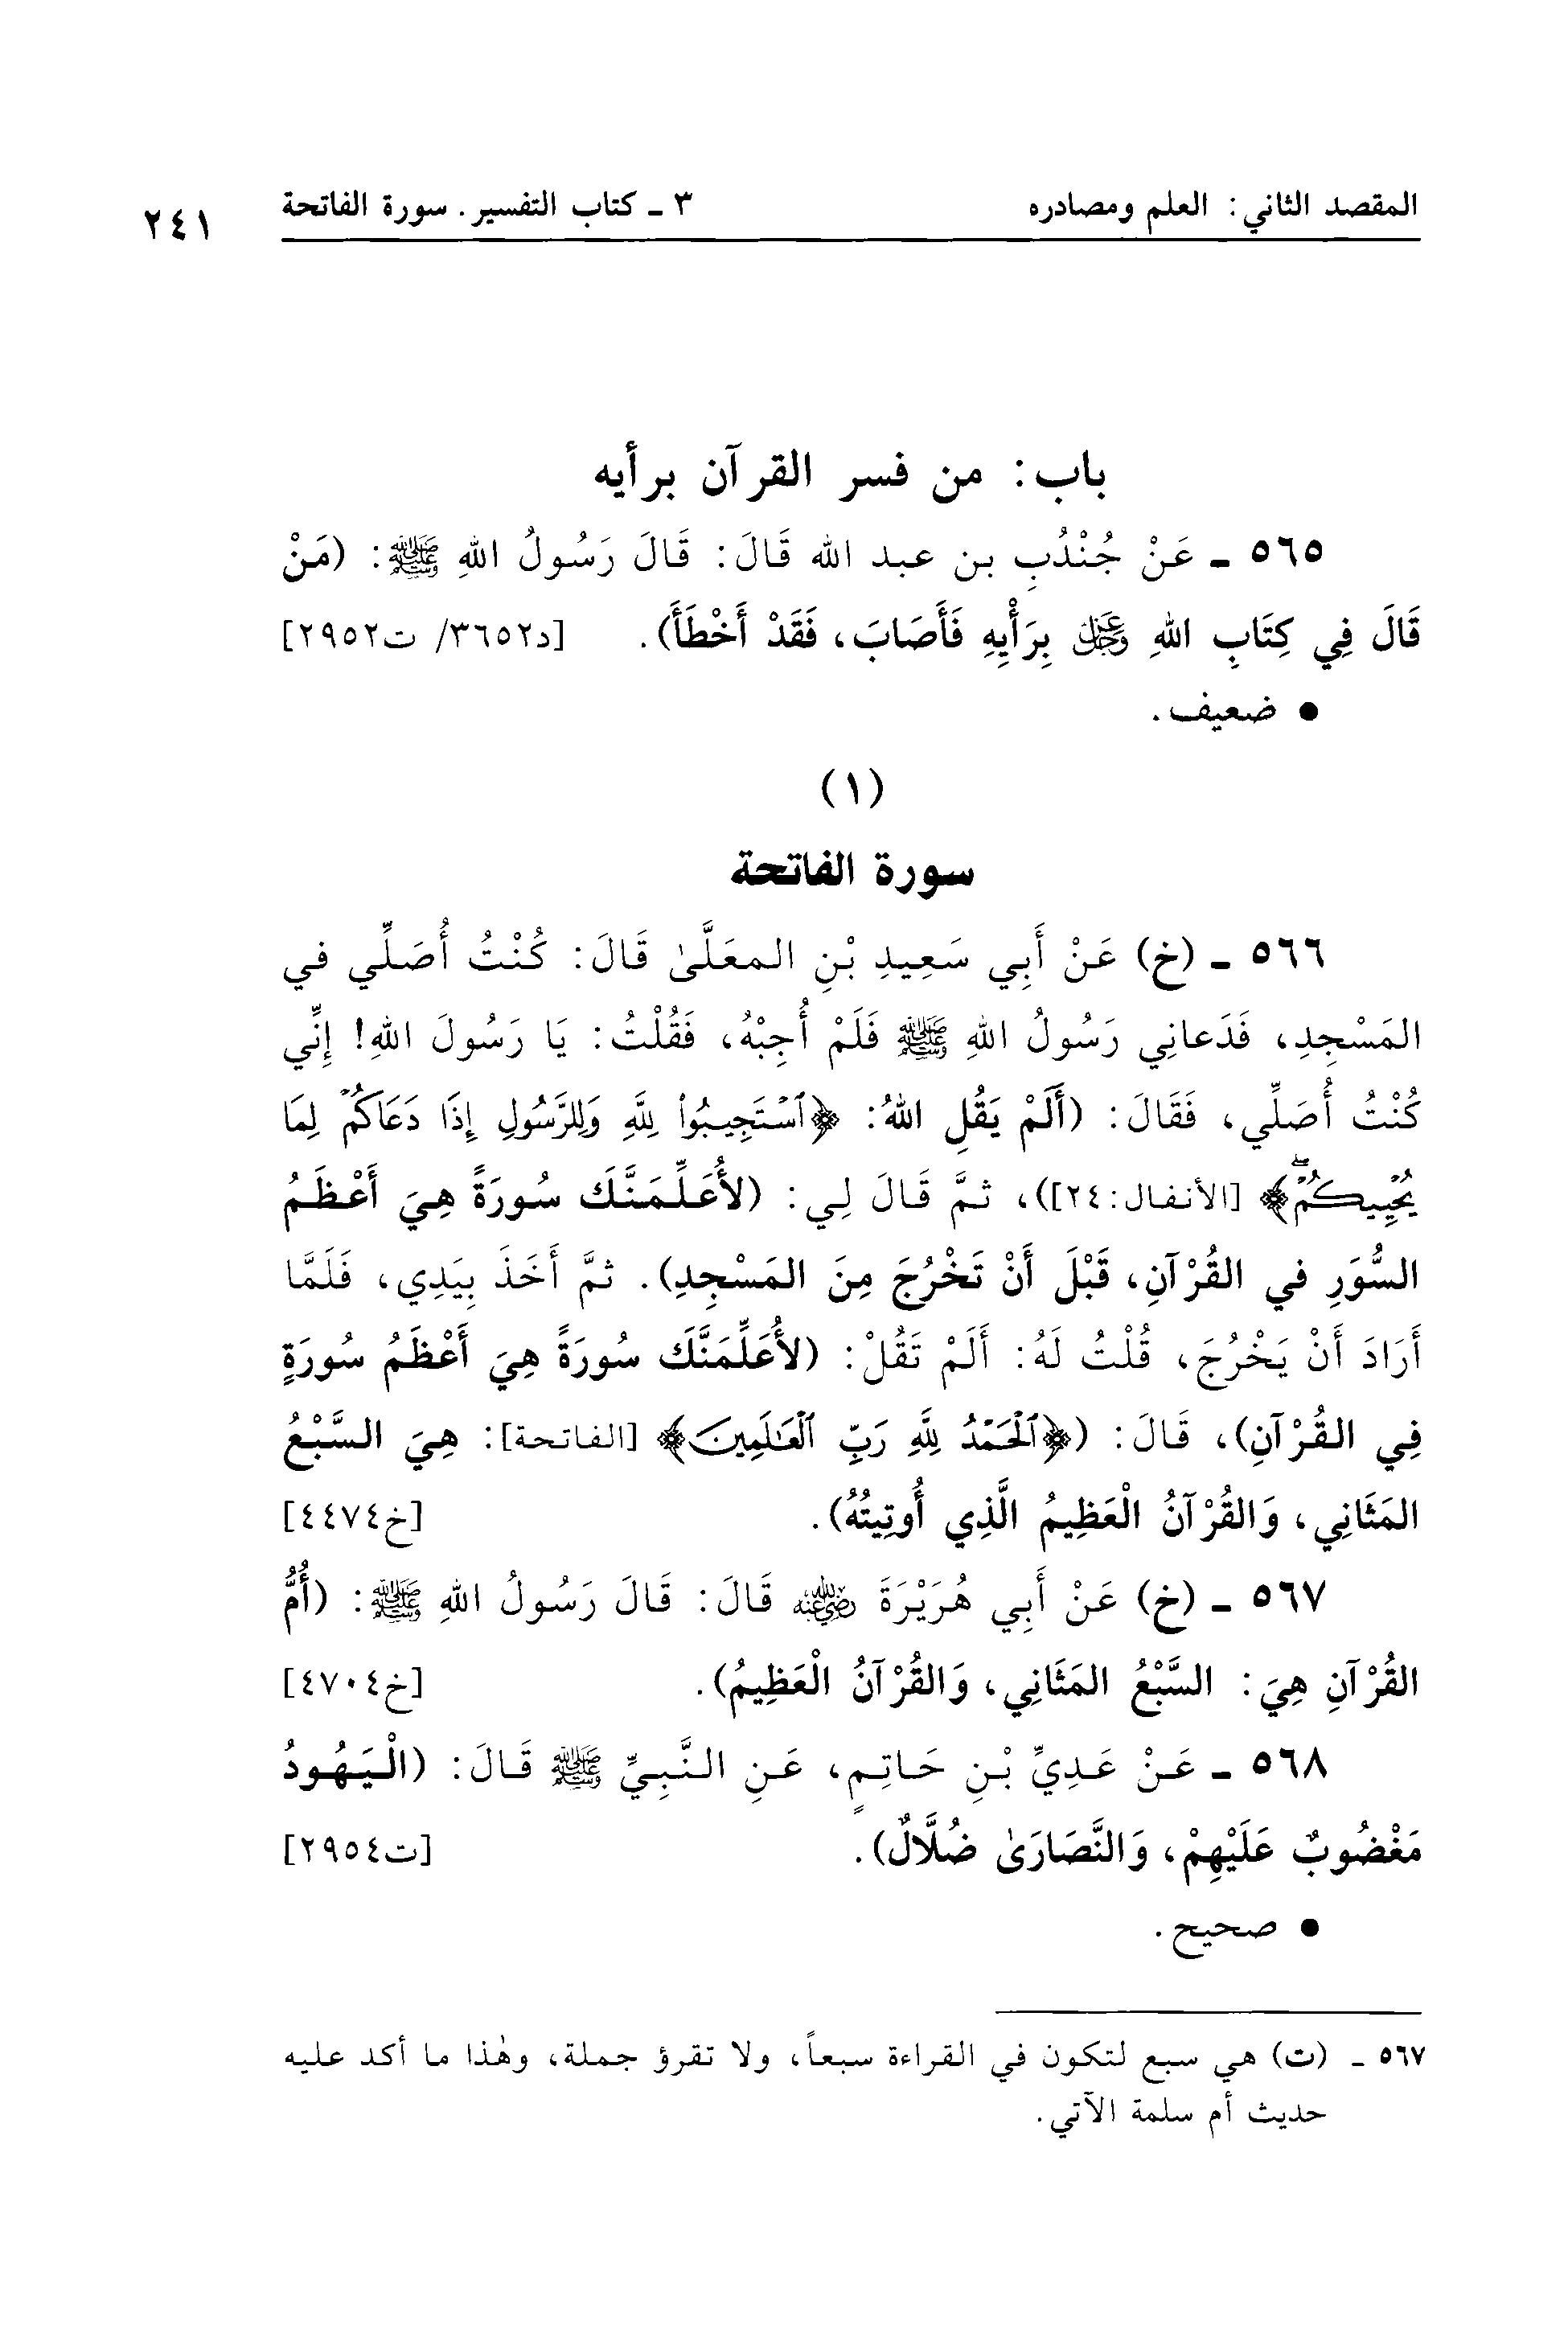 المقصد الثاني: العلم ومصادره ٣ ـ كتاب التفسير. سورة الفاتحة ٢٤١
باب: من فسر القرآن برأيه
٥٦٥ ـ عَنْ جُنْدُبِ بن عبد الله قَالَ: قَالَ رَسُولُ اللهِ ﷺ: (مَنْ
قَالَ فِي كِتَابِ اللهِ عَزَّ وَجَلَّ بِرَأْيِهِ فَأَصَابَ، فَقَدْ أَخْطَأَ). [د٣٦٥٢/ ت٢٩٥٢]
● ضعيف.
(١)
سورة الفاتحة
٥٦٦ ـ (خ) عَنْ أَبِي سَعِيدِ بْنِ المعَلَّىٰ قَالَ: كُنْتُ أُصَلِّي في
المَسْجِدِ، فَدَعانِي رَسُولُ اللهِ ﷺ فَلَمْ أُجِبْهُ، فَقُلْتُ: يَا رَسُولَ اللهِ! إِنِّي
كُنْتُ أُصَلِّي، فَقَالَ: (أَلَمْ يَقُلِ اللهُ: ﴿ٱسْتَجِيبُوا۟ لِلَّهِ وَلِلرَّسُولِ إِذَا دَعَاكُمْ لِمَا
يُحْيِيكُمْۖ﴾ [الأنفال:٢٤])، ثمَّ قَالَ لِي: (لأُعَلِّمَنَّكَ سُورَةً هِيَ أَعْظَمُ
السُّوَرِ في القُرْآنِ، قَبْلَ أَنْ تَخْرُجَ مِنَ المَسْجِدِ). ثمَّ أَخَذَ بِيَدِي، فَلَمَّا
أَرَادَ أَنْ يَخْرُجَ، قُلْتُ لَهُ: أَلَمْ تَقُلْ: (لأُعَلِّمَنَّكَ سُورَةً هِيَ أَعْظَمُ سُورَةٍ
فِي القُرْآنِ)، قَالَ: (﴿ٱلْحَمْدُ لِلَّهِ رَبِّ ٱلْعَٰلَمِينَ﴾ [الفاتحة]: هِيَ السَّبْعُ
المَثَانِي، وَالقُرْآنُ الْعَظِيمُ الَّذِي أُوتِيتُهُ). [خ٤٤٧٤]
٥٦٧ ـ (خ) عَنْ أَبِي هُرَيْرَةَ رضي الله عنه قَالَ: قَالَ رَسُولُ اللهِ ﷺ: (أُمُّ
القُرْآنِ هِيَ: السَّبْعُ المَثَانِي، وَالقُرْآنُ الْعَظِيمُ). [خ٤٧٠٤]
٥٦٨ ـ عَنْ عَدِيِّ بْنِ حَاتِمٍ، عَنِ النَّبِيِّ ﷺ قَالَ: (الْيَهُودُ
مَغْضُوبٌ عَلَيْهِمْ، وَالنَّصَارَىٰ ضُلَّالٌ). [ت٢٩٥٤]
● صحيح.
٥٦٧ ـ (ت) هي سبع لتكون في القراءة سبعاً، ولا تقرؤ جملة، وهٰذا ما أكد عليه
حديث أم سلمة الآتي.